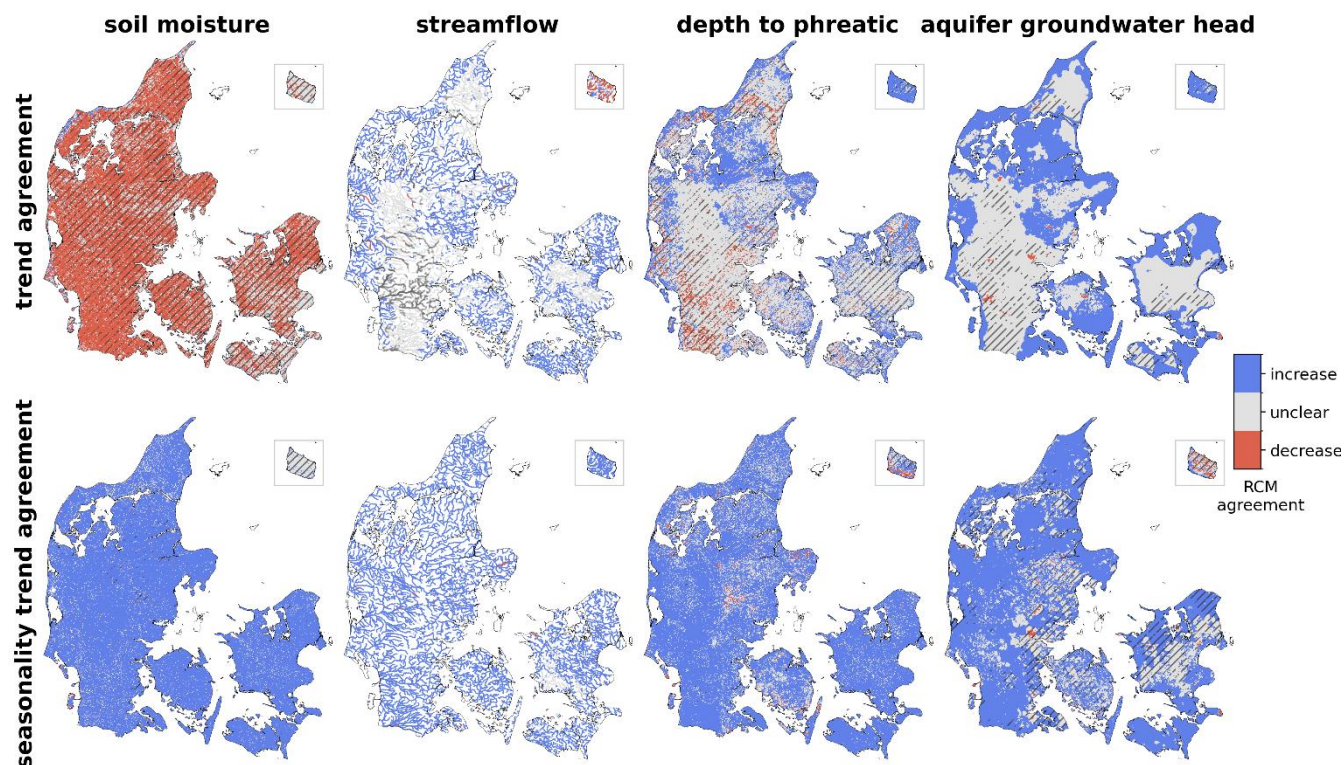 soil moisture
streamflow
depth to phreatic
aquifer groundwater head
trend agreement
increase
unclear
decrease
RCM
agreement
seasonality trend agreement